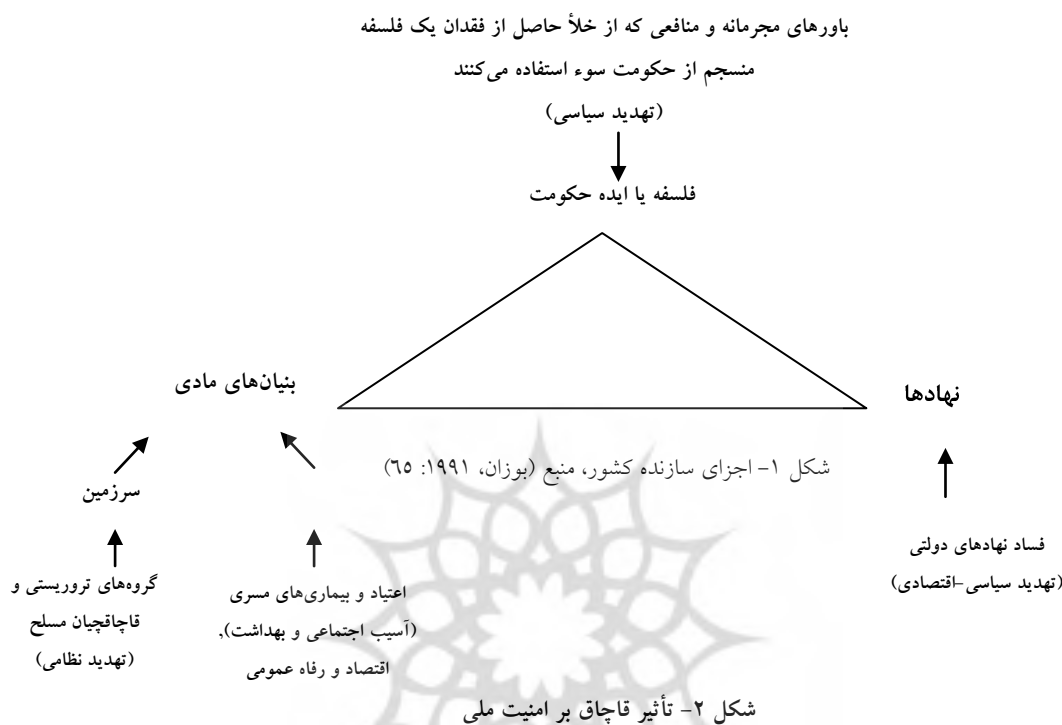 باورهای مجرمانه و منافعی که از خلأ حاصل از فقدان یک فلسفه
منسجم از حکومت سوء استفاده می‌کنند
(تهدید سیاسی)
فلسفه یا ایده حکومت
نهادها
بنیان‌های مادی
شکل ۱- اجزای سازنده کشور، منبع (بوزان، ۱۹۹۱: ٦٥)
سرزمین
فساد نهادهای دولتی
(تهدید سیاسی-اقتصادی)
اعتیاد و بیماری‌های مسری
(آسیب اجتماعی و بهداشت),
اقتصاد و رفاه عمومی
گروه‌های تروریستی و
قاچاقچیان مسلح
(تهدید نظامی)
شکل ۲- تأثیر قاچاق بر امنیت ملی